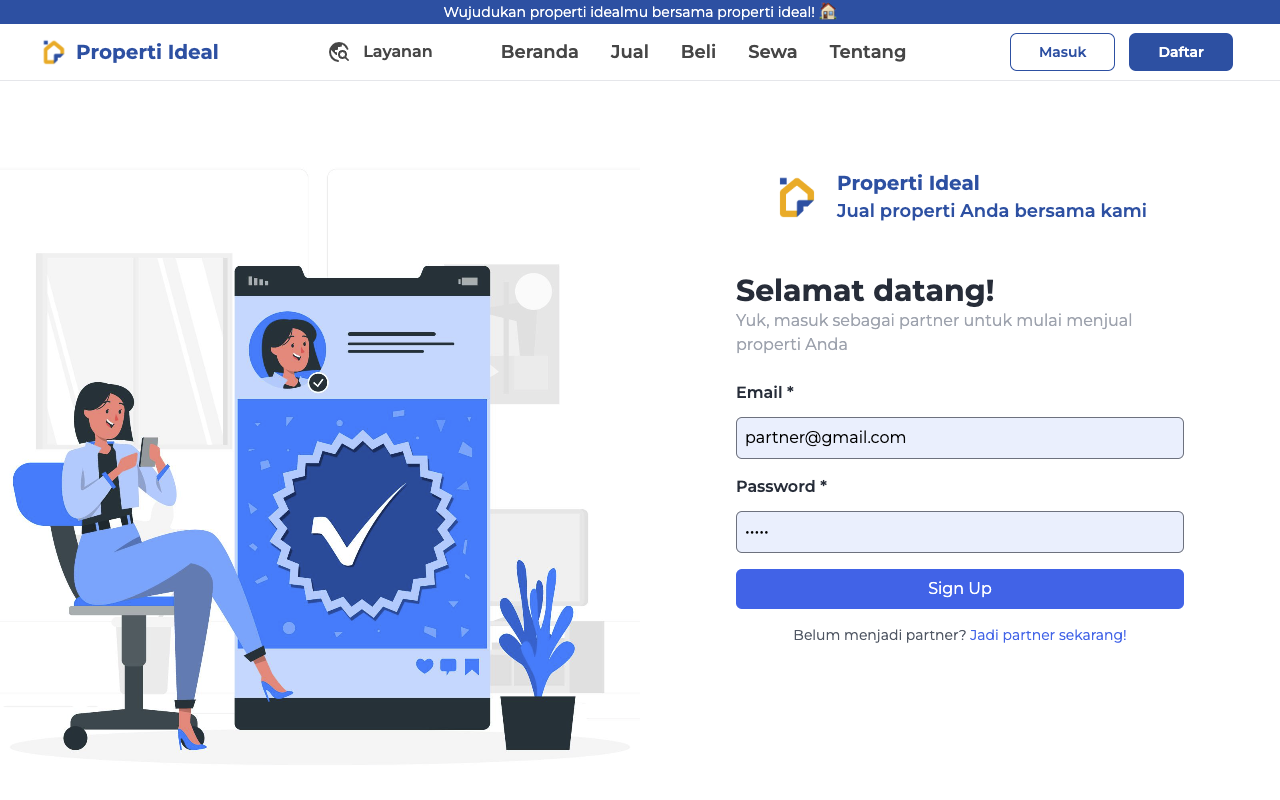 Wujudukan properti idealmu bersama properti ideal! 🏠
Properti Ideal
Layanan
Beranda
Jual
Beli
Sewa
Tentang
Masuk
Daftar
Properti Ideal
Jual properti Anda bersama kami
Selamat datang!
Yuk, masuk sebagai partner untuk mulai menjual
properti Anda
Email *
partner@gmail.com
Password *
•••••
Sign Up
Belum menjadi partner? Jadi partner sekarang!